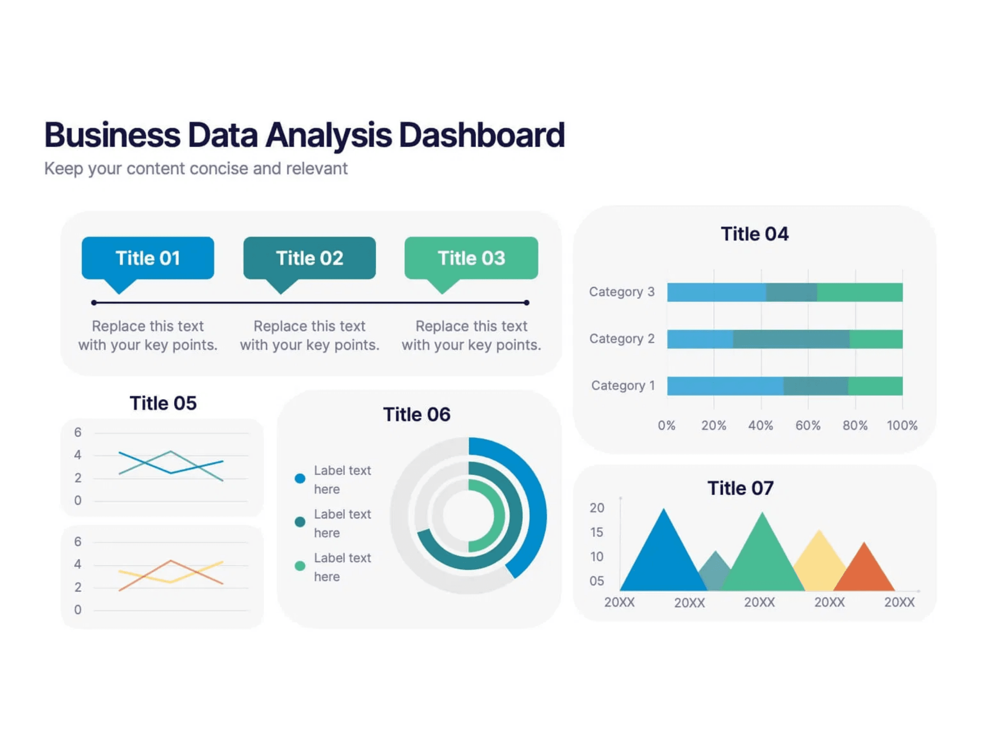 Business Data Analysis Dashboard
Keep your content concise and relevant
Title 01
Title 02
Title 03
Replace this text
with your key points.
Replace this text
with your key points.
Replace this text
with your key points.
Title 04
Category 3
Category 2
Category 1
0% 20% 40% 60% 80% 100%
Title 05
6
4
2
0
6
4
2
0
Title 06
Label text
here
Label text
here
Label text
here
Title 07
20
15
10
05
20XX 20XX 20XX 20XX 20XX